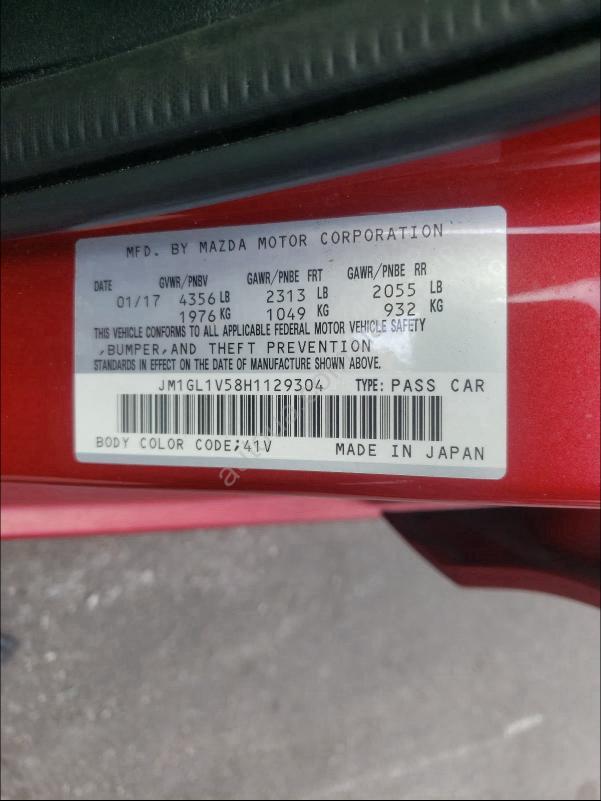 MFD. BY MAZDA MOTOR CORPORATION
DATE GVWR/PNBV GAWR/PNBE FRT GAWR/PNBE RR
01/17 4356 LB 2313 LB 2055 LB
1976 KG 1049 KG 932 KG
THIS VEHICLE CONFORMS TO ALL APPLICABLE FEDERAL MOTOR VEHICLE SAFETY
,BUMPER,AND THEFT PREVENTION
STANDARDS IN EFFECT ON THE DATE OF MANUFACTURE SHOWN ABOVE.
JM1GL1V58H1129304 TYPE: PASS CAR
BODY COLOR CODE;41V MADE IN JAPAN